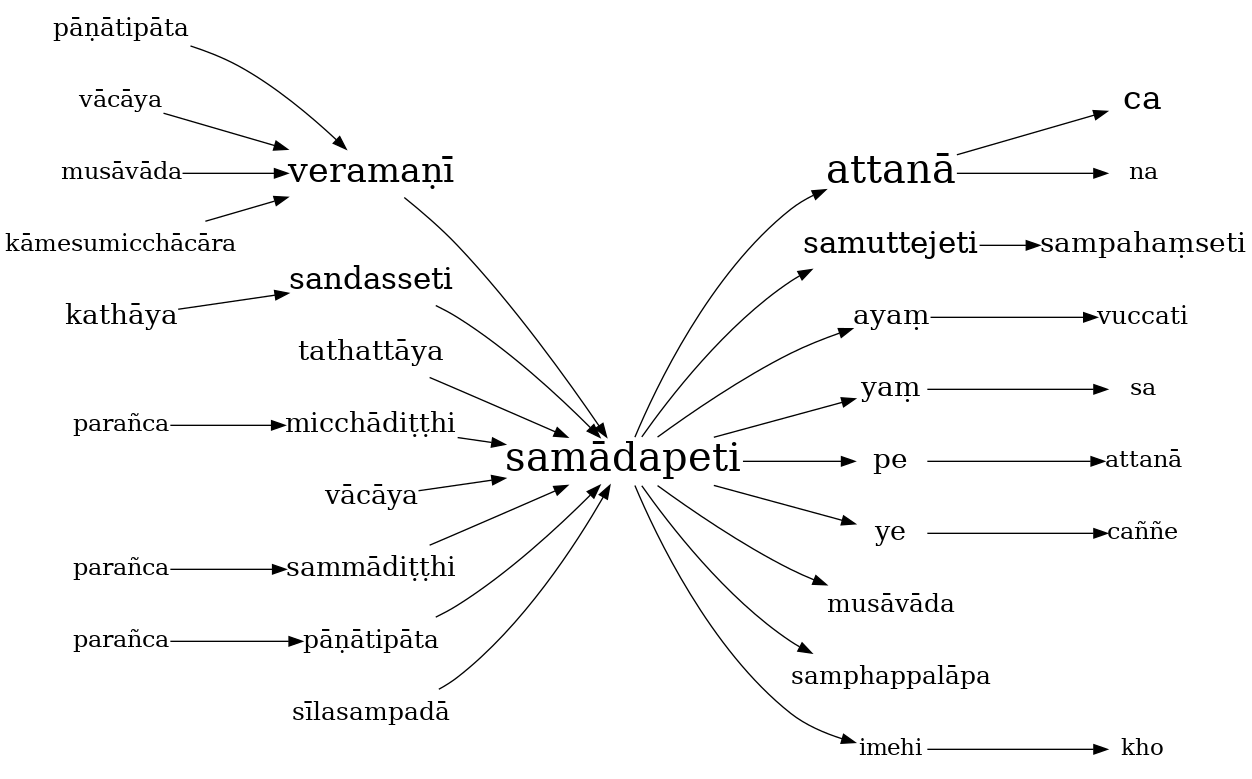 pāṇātipāta
vācāya
musāvāda
kāmesumicchācāra
kathāya
parañca
parañca
parañca
veramaṇī
sandasseti
tathattāya
micchādiṭṭhi
vācāya
sammādiṭṭhi
pāṇātipāta
sīlasampadā
samādapeti
attanā
samuttejeti
ayaṃ
yaṃ
pe
ye
musāvāda
samphappalāpa
imehi
ca
na
sampahaṃseti
vuccati
sa
attanā
caññe
kho